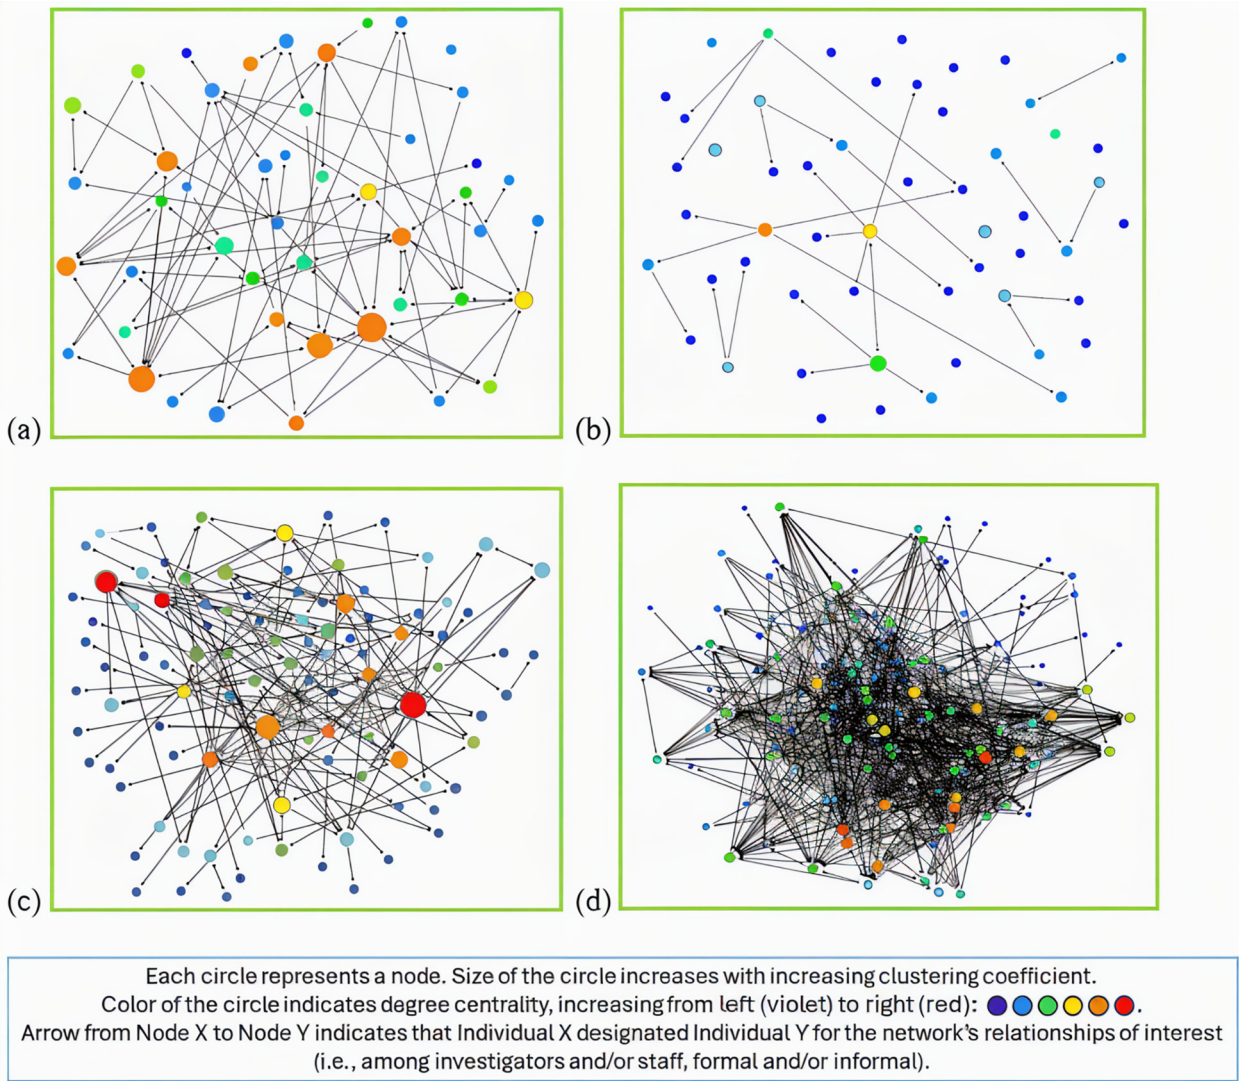 (a)
(b)
(c)
(d)
Each circle represents a node. Size of the circle increases with increasing clustering coefficient.
Color of the circle indicates degree centrality, increasing from left (violet) to right (red): .
Arrow from Node X to Node Y indicates that Individual X designated Individual Y for the network's relationships of interest
(i.e., among investigators and/or staff, formal and/or informal).